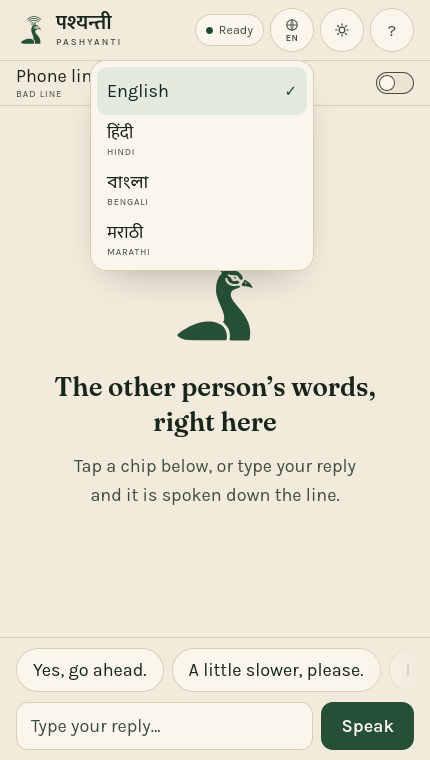 पश्यन्ती
PASHYANTI
Ready
EN
?
Phone
BAD LINE
English ✓
हिंदी
HINDI
বাংলা
BENGALI
मराठी
MARATHI
The other person’s words,
right here
Tap a chip below, or type your reply
and it is spoken down the line.
Yes, go ahead.
A little slower, please.
Type your reply…
Speak